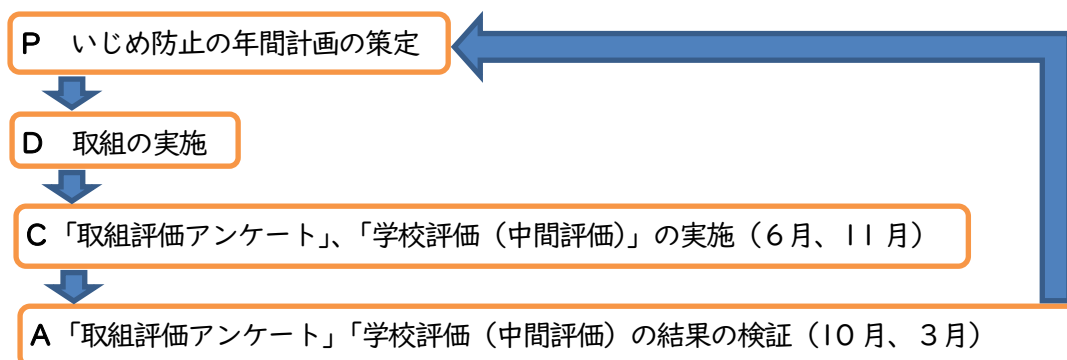 P　いじめ防止の年間計画の策定
D　取組の実施
C「取組評価アンケート」、「学校評価（中間評価）」の実施（６月、11月）
A「取組評価アンケート」「学校評価（中間評価）の結果の検証（10月、３月）